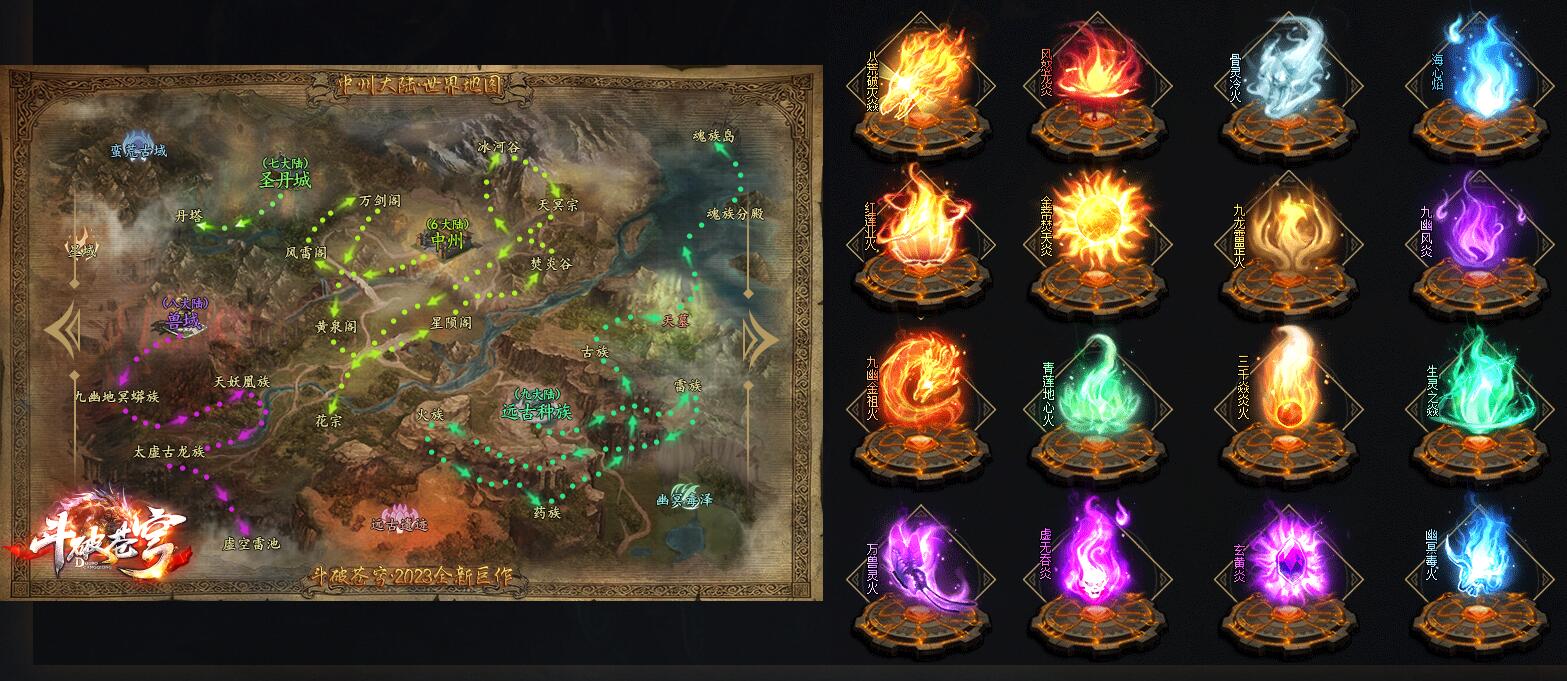 中州大陆·世界地图
蛮荒古域
(七大陆)
圣丹城
丹塔
星域
万剑阁
风雷阁
(6大陆)
中州
冰河谷
天冥宗
焚炎谷
魂族岛
魂族分殿
黄泉阁
星陨阁
花宗
天墓
古族
雷族
(八大陆)
兽域
九幽地冥蟒族
天妖凰族
太虚古龙族
虚空雷池
火族
(九大陆)
远古种族
药族
远古遗迹
幽冥毒泽
斗破苍穹
斗破苍穹·2023全新巨作
八荒破灭焱
风怒龙炎
骨灵冷火
海心焰
红莲业火
金帝焚天炎
九龙雷罡火
九幽风炎
九幽金祖火
青莲地心火
三千焱炎火
生灵之焱
万兽灵火
虚无吞炎
玄黄炎
幽冥毒火